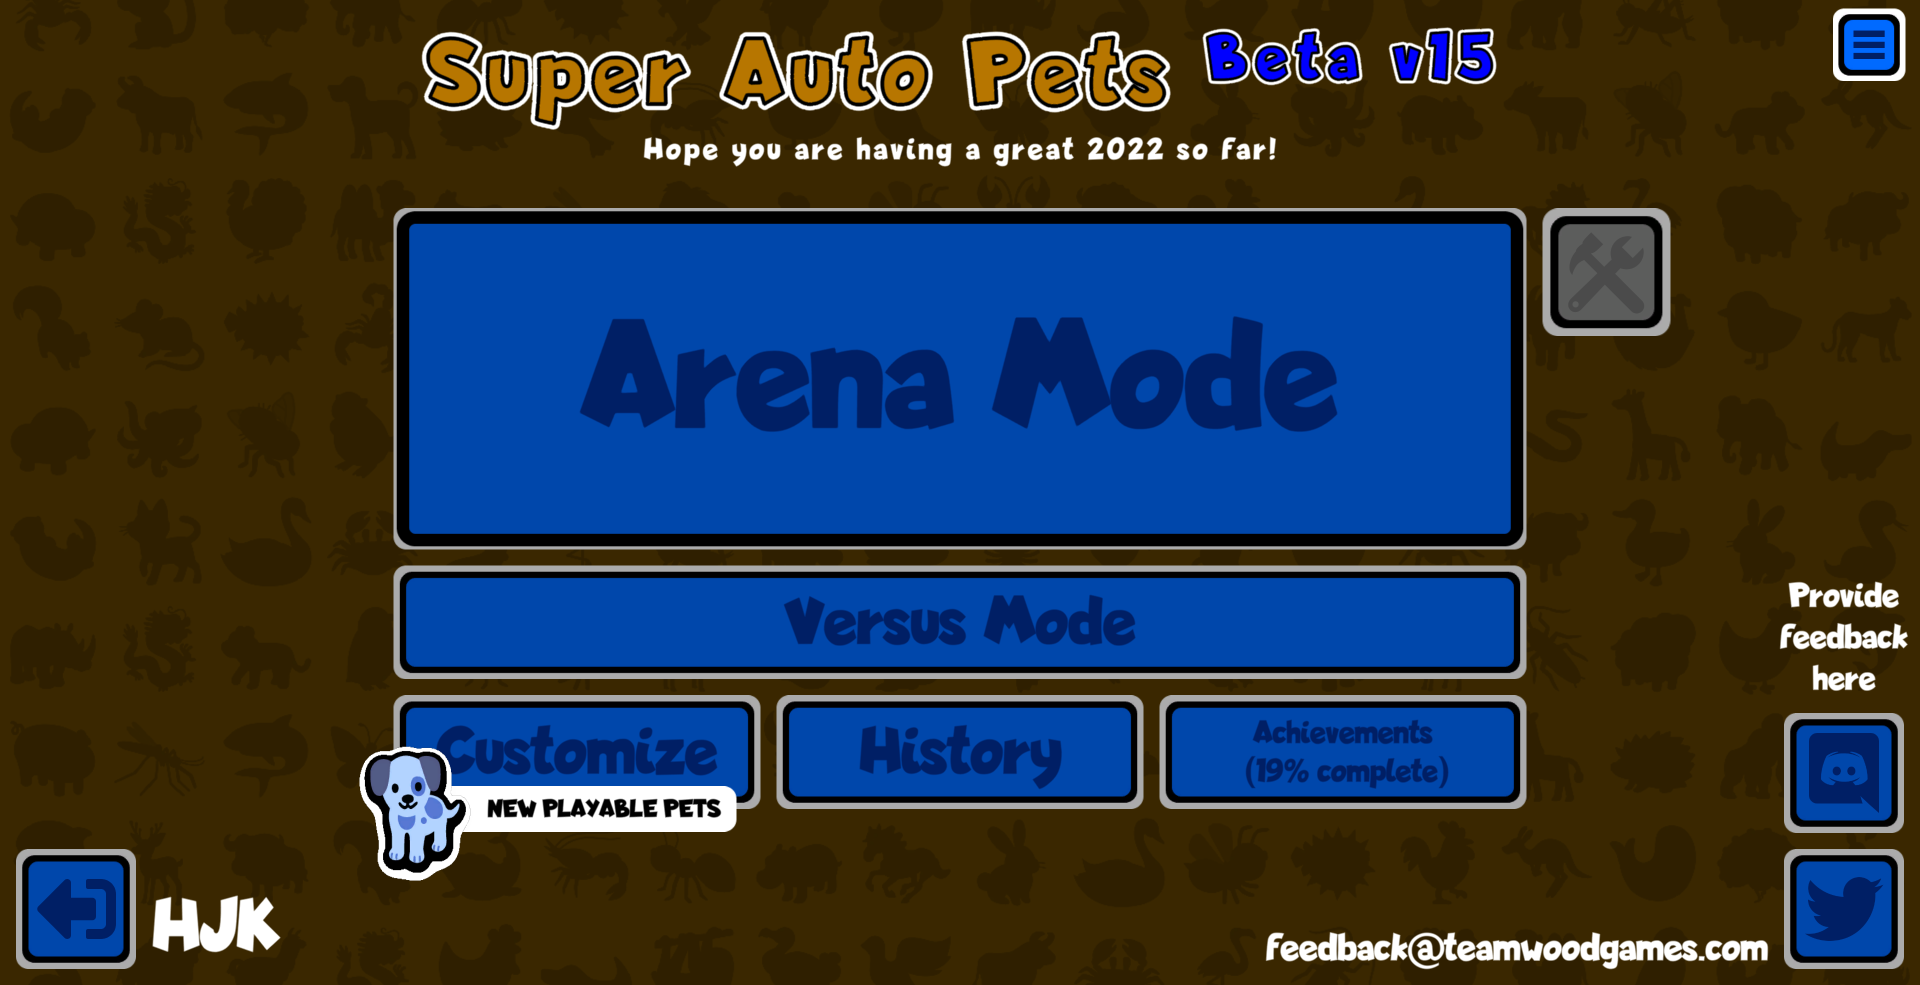 Super Auto Pets Beta v15
Hope you are having a great 2022 so far!
Arena Mode
Versus Mode
Customize
NEW PLAYABLE PETS
History
Achievements
(19% complete)
Provide
feedback
here
HJK
feedback@teamwoodgames.com